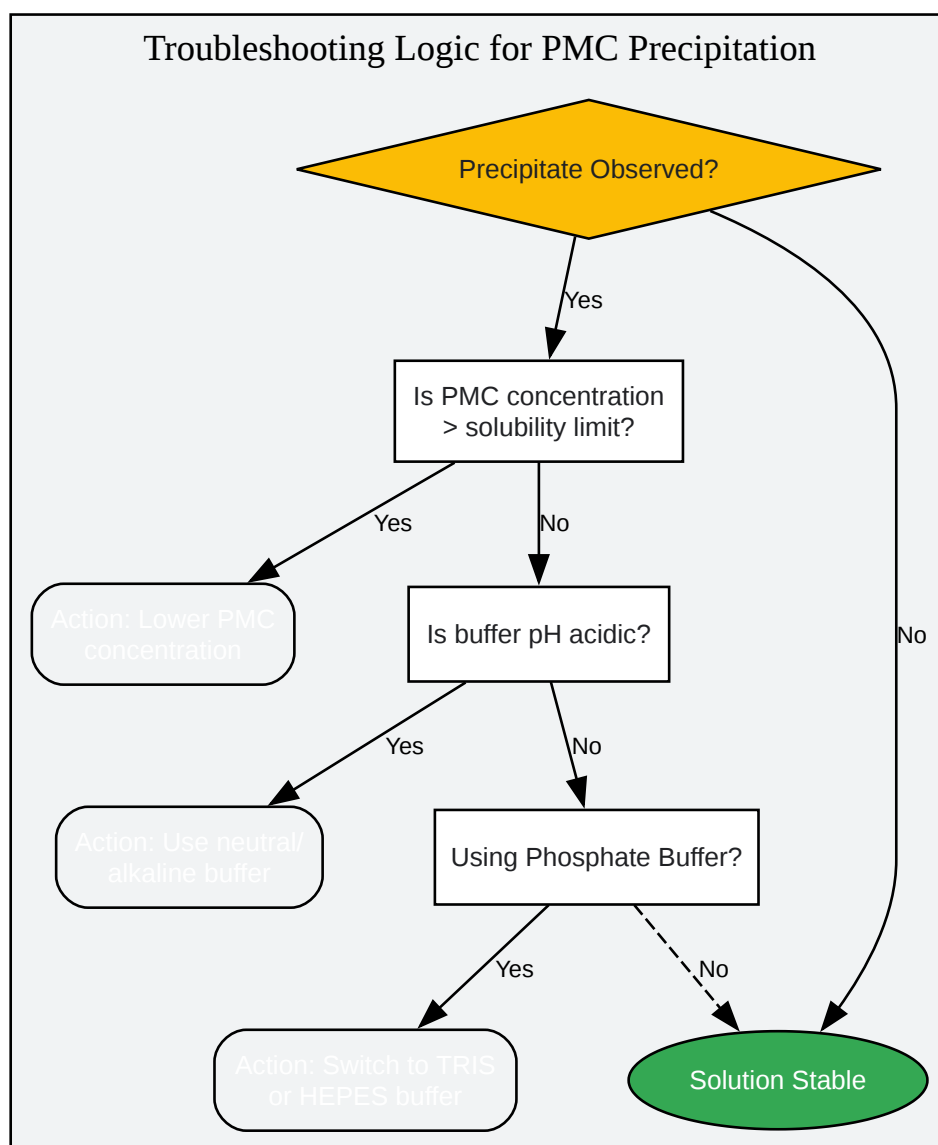 Troubleshooting Logic for PMC Precipitation
Precipitate Observed?
Yes
Is PMC concentration
> solubility limit?
Yes
No
Action: Lower PMC
concentration
Is buffer pH acidic?
No
Yes
No
Action: Use neutral/
alkaline buffer
Using Phosphate Buffer?
Yes
No
Action: Switch to TRIS
or HEPES buffer
Solution Stable